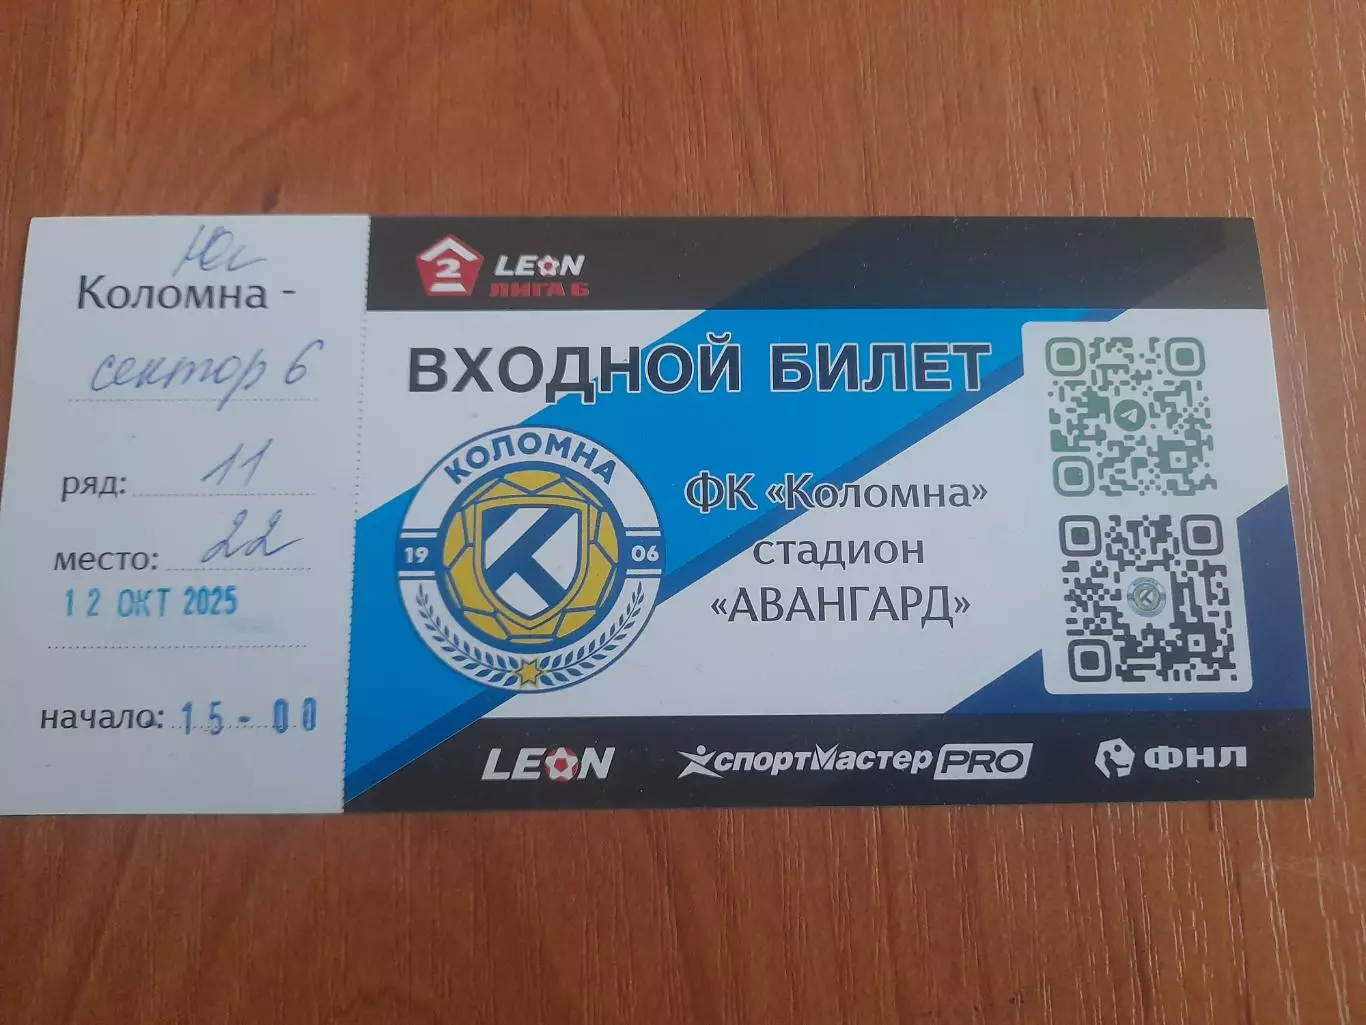 Юг
Коломна -
сектор 6
ряд: 11
место: 22
12 ОКТ 2025
начало: 15-00
2 LEON
ЛИГА Б
ВХОДНОЙ БИЛЕТ
КОЛОМНА
19 06
К
ФК «Коломна»
стадион
«АВАНГАРД»
LEON
спортмастер PRO
ФНЛ